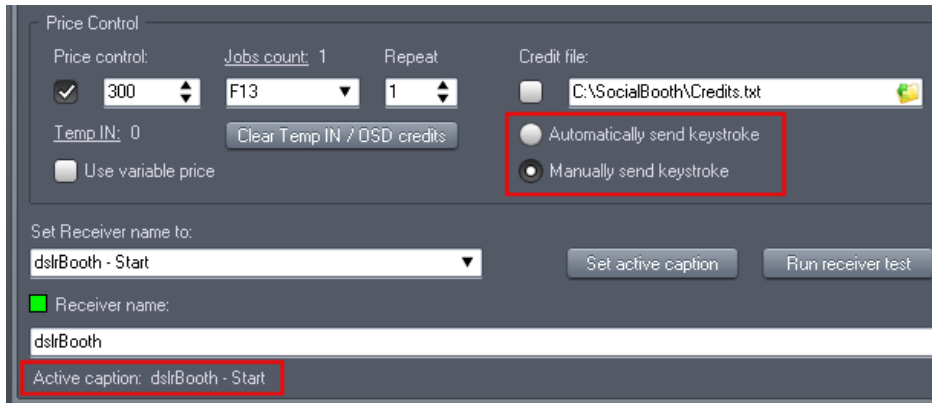 Price Control
Price control: Jobs count: 1 Repeat Credit file:
300 F13 1 C:\SocialBooth\Credits.txt
Temp IN: 0 Clear Temp IN / OSD credits Automatically send keystroke
Use variable price Manually send keystroke
Set Receiver name to:
dslrBooth - Start Set active caption Run receiver test
Receiver name:
dslrBooth
Active caption: dslrBooth - Start